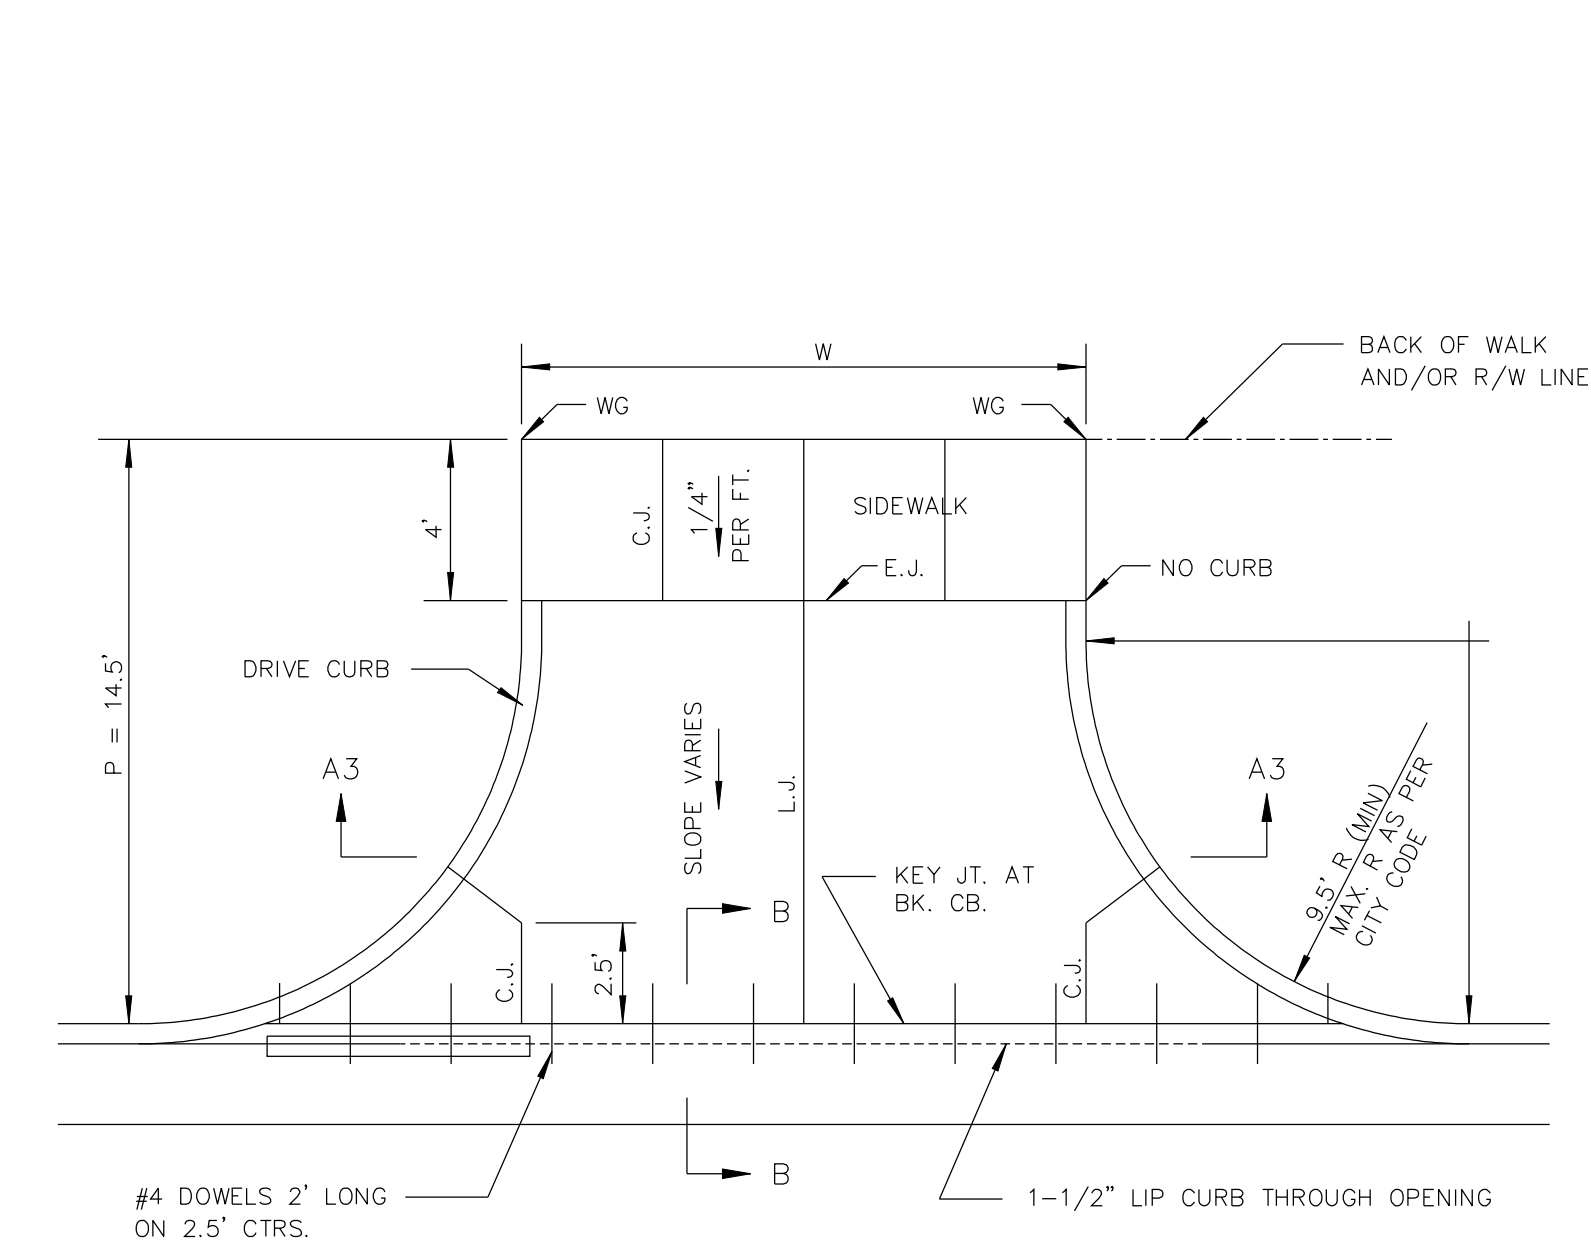 W
BACK OF WALK
AND/OR R/W LINE
WG
WG
4'
C.J.
1/4"
PER FT.
SIDEWALK
E.J.
NO CURB
P = 14.5'
DRIVE CURB
A3
SLOPE VARIES
L.J.
A3
9.5' R (MIN)
MAX. R AS PER
CITY CODE
KEY JT. AT
BK. CB.
B
C.J.
2.5'
C.J.
B
#4 DOWELS 2' LONG
ON 2.5' CTRS.
1-1/2" LIP CURB THROUGH OPENING